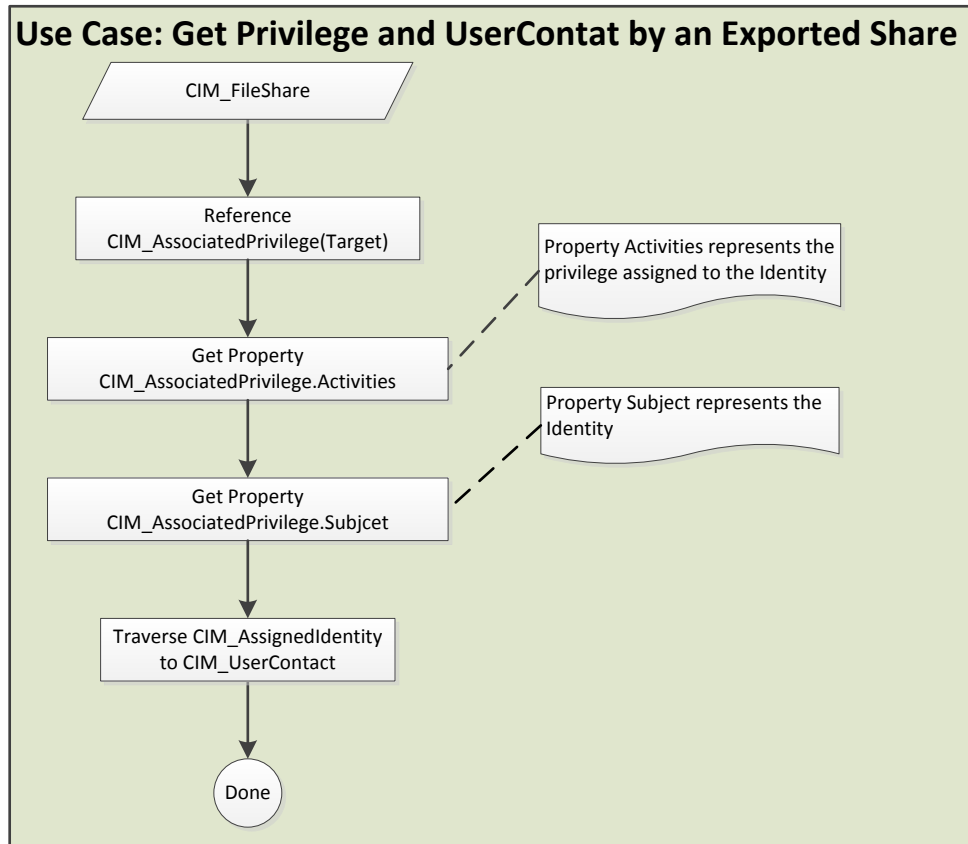 Use Case: Get Privilege and UserContat by an Exported Share
CIM_FileShare
Reference
CIM_AssociatedPrivilege(Target)
Property Activities represents the
privilege assigned to the Identity
Get Property
CIM_AssociatedPrivilege.Activities
Property Subject represents the
Identity
Get Property
CIM_AssociatedPrivilege.Subjcet
Traverse CIM_AssignedIdentity
to CIM_UserContact
Done